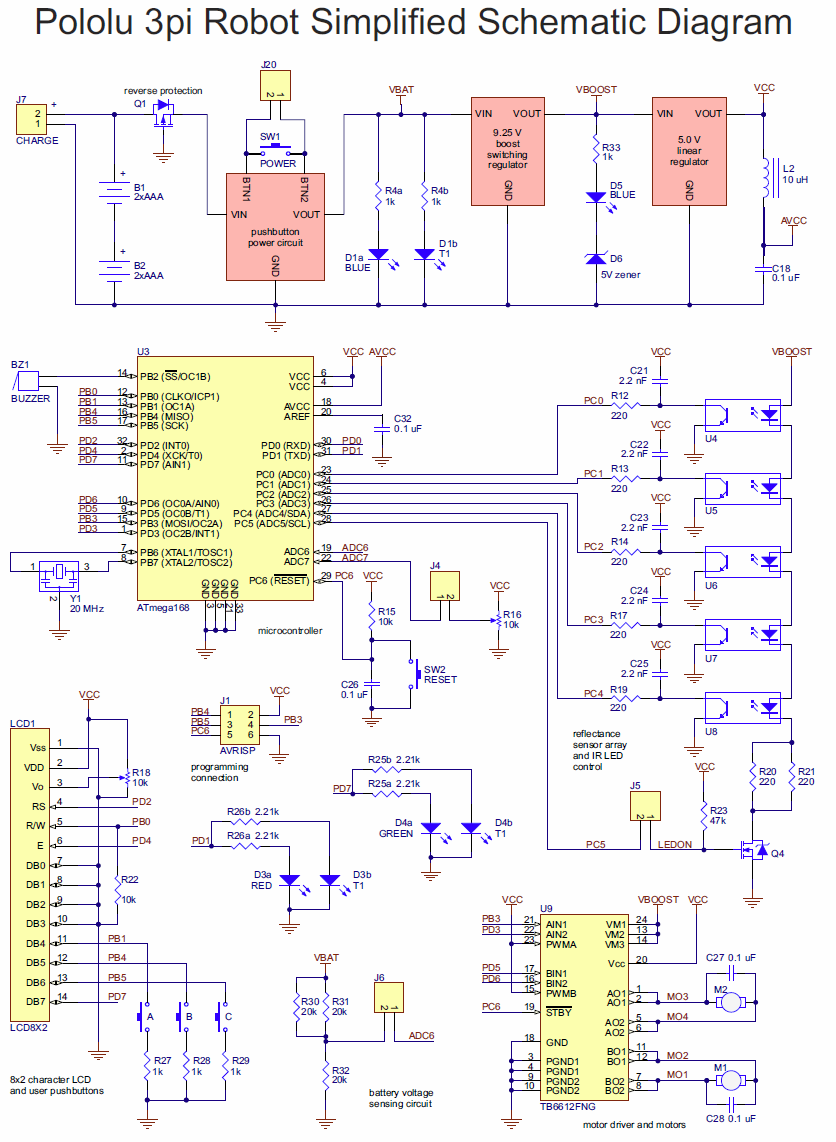 Pololu 3pi Robot Simplified Schematic Diagram
J7
+
2
1
CHARGE
reverse protection
Q1
J20
2 1
SW1
POWER
BTN1
BTN2
VIN
VOUT
pushbutton
power circuit
GND
+
B1
2xAAA
+
B2
2xAAA
VBAT
R4a
1k
R4b
1k
D1a
BLUE
D1b
T1
VIN
VOUT
9.25 V
boost
switching
regulator
GND
VBOOST
R33
1k
D5
BLUE
D6
5V zener
VIN
VOUT
5.0 V
linear
regulator
GND
VCC
L2
10 uH
AVCC
C18
0.1 uF
BZ1
BUZZER
U3
14 PB2 (SS/OC1B)
PB0 12 PB0 (CLKO/ICP1)
PB1 13 PB1 (OC1A)
PB4 16 PB4 (MISO)
PB5 17 PB5 (SCK)
PD2 32 PD2 (INT0)
PD4 2 PD4 (XCK/T0)
PD7 11 PD7 (AIN1)
PD6 10 PD6 (OC0A/AIN0)
PD5 9 PD5 (OC0B/T1)
PB3 15 PB3 (MOSI/OC2A)
PD3 1 PD3 (OC2B/INT1)
7 PB6 (XTAL1/TOSC1)
8 PB7 (XTAL2/TOSC2)
VCC 6
VCC 4
AVCC 18
AREF 20
PD0 (RXD) 30 PD0
PD1 (TXD) 31 PD1
PC0 (ADC0) 23
PC1 (ADC1) 24
PC2 (ADC2) 25
PC3 (ADC3) 26
PC4 (ADC4/SDA) 27
PC5 (ADC5/SCL) 28
ADC6 19 ADC6
ADC7 22 ADC7
PC6 (RESET) 29 PC6
GND GND GND GND
3 5 21 33
ATmega168
microcontroller
1 3
2
Y1
20 MHz
VCC AVCC
C32
0.1 uF
VCC
R15
10k
C26
0.1 uF
SW2
RESET
J4
1 2
VCC
R16
10k
VCC
VBOOST
C21
2.2 nF
PC0
R12
220
U4
VCC
C22
2.2 nF
PC1
R13
220
U5
VCC
C23
2.2 nF
PC2
R14
220
U6
VCC
C24
2.2 nF
PC3
R17
220
U7
VCC
C25
2.2 nF
PC4
R19
220
U8
reflectance
sensor array
and IR LED
control
R20
220
R21
220
VCC
R23
47k
J5
2 1
PC5
LEDON
Q4
VCC
LCD1
Vss 1
VDD 2
Vo 3
RS 4 PD2
R/W 5 PB0
E 6 PD4
DB0 7
DB1 8
DB2 9
DB3 10
DB4 11 PB1
DB5 12 PB4
DB6 13 PB5
DB7 14 PD7
LCD8X2
R18
10k
R22
10k
A
B
C
R27
1k
R28
1k
R29
1k
8x2 character LCD
and user pushbuttons
J1
VCC
PB4 1 2
PB5 3 4 PB3
PC6 5 6
AVRISP
programming
connection
R26b 2.21k
PD1
R26a 2.21k
D3a
RED
D3b
T1
R25b 2.21k
PD7
R25a 2.21k
D4a
GREEN
D4b
T1
VBAT
R30
20k
R31
20k
R32
20k
J6
2 1
ADC6
battery voltage
sensing circuit
VCC
U9
PB3 21 AIN1
PD3 22 AIN2
23 PWMA
PD5 17 BIN1
PD6 16 BIN2
15 PWMB
PC6 19 STBY
18 GND
3 PGND1
4 PGND1
9 PGND2
10 PGND2
VM1 24
VM2 13
VM3 14
Vcc 20
AO1 1
AO1 2 MO3
AO2 5 MO4
AO2 6
BO1 11
BO1 12 MO2
BO2 7 MO1
BO2 8
TB6612FNG
VBOOST VCC
C27 0.1 uF
M2
M1
C28 0.1 uF
motor driver and motors